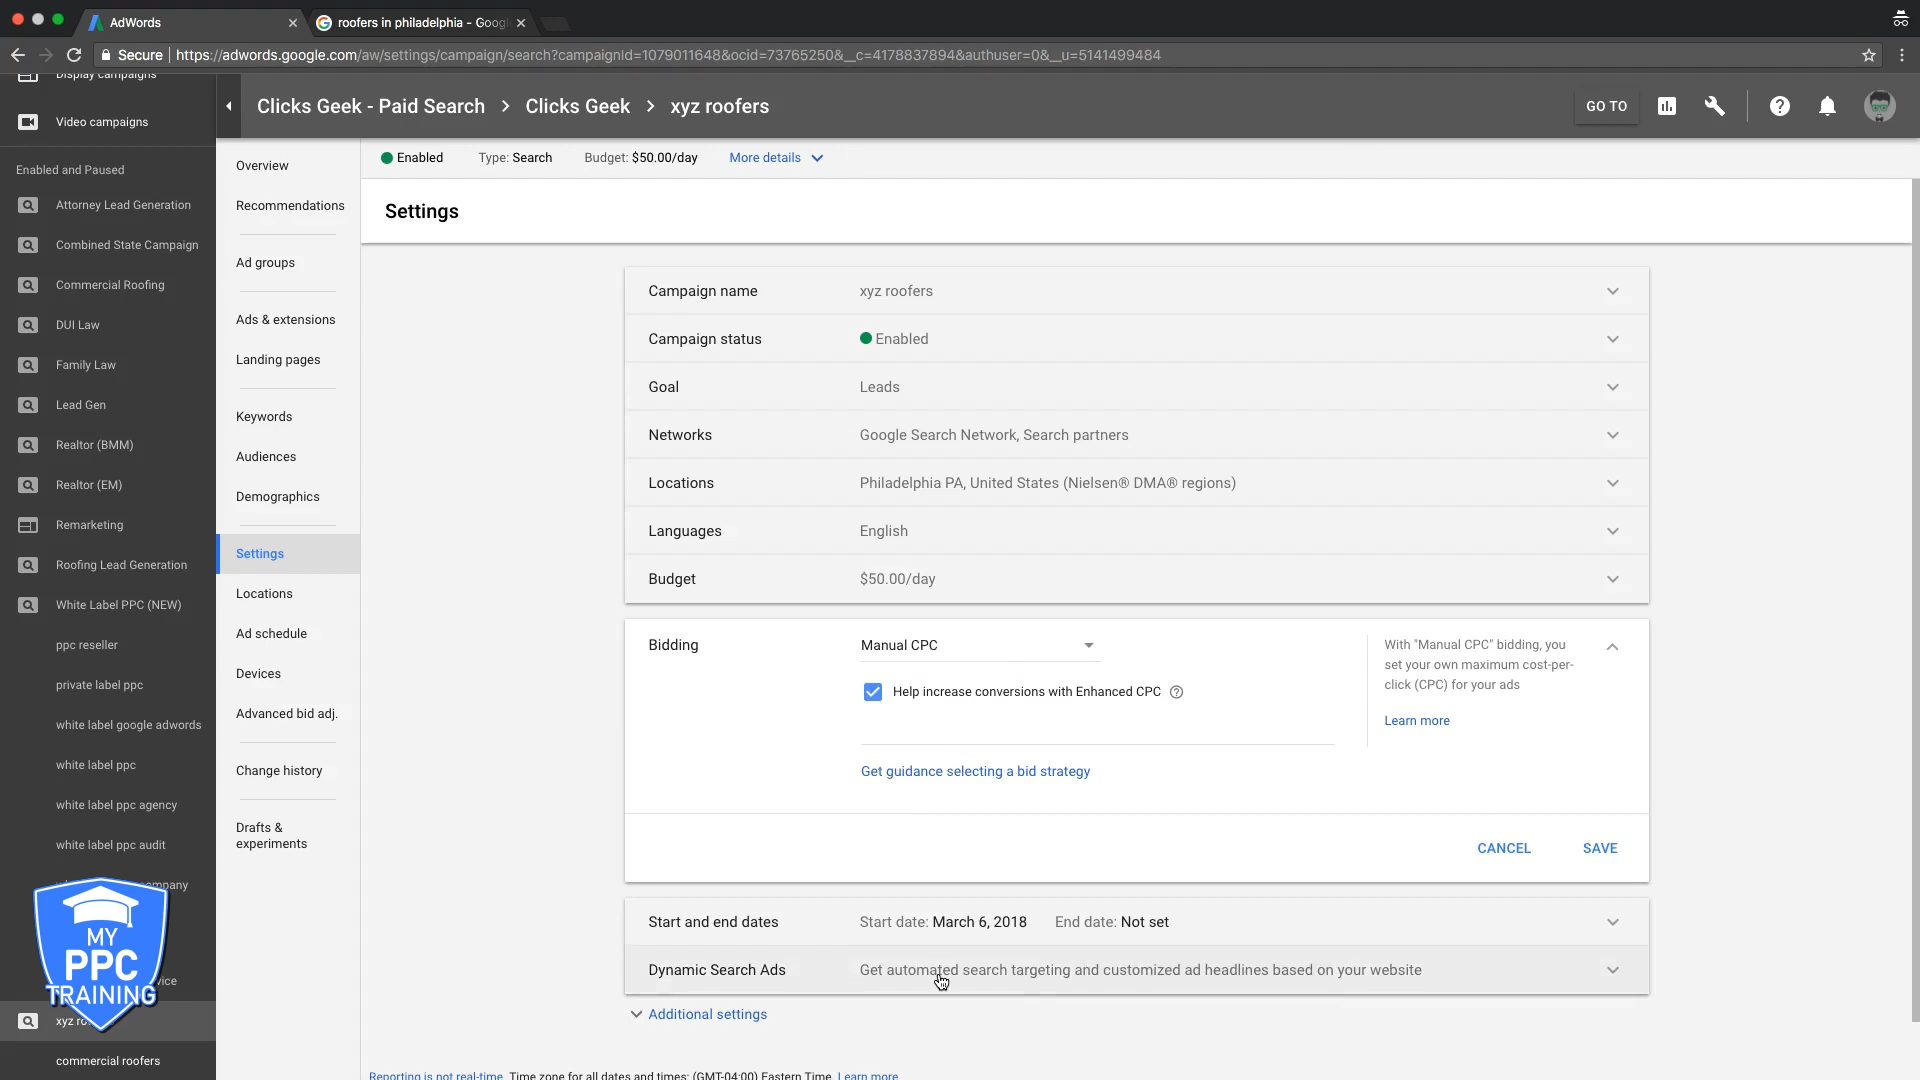 AdWords
roofers in philadelphia - Goog
Secure
https://adwords.google.com/aw/settings/campaign/search?campaignId=1079011648&ocid=73765250&__c=4178837894&authuser=0&__u=5141499484
Display campaigns
Video campaigns
Clicks Geek - Paid Search
Clicks Geek
xyz roofers
GO TO
Enabled
Type: Search
Budget: $50.00/day
More details
Enabled and Paused
Attorney Lead Generation
Combined State Campaign
Commercial Roofing
DUI Law
Family Law
Lead Gen
Realtor (BMM)
Realtor (EM)
Remarketing
Roofing Lead Generation
White Label PPC (NEW)
ppc reseller
private label ppc
white label google adwords
white label ppc
white label ppc agency
white label ppc audit
MY
PPC
TRAINING
commercial roofers
Overview
Recommendations
Ad groups
Ads & extensions
Landing pages
Keywords
Audiences
Demographics
Settings
Locations
Ad schedule
Devices
Advanced bid adj.
Change history
Drafts &
experiments
Settings
Campaign name xyz roofers
Campaign status Enabled
Goal Leads
Networks Google Search Network, Search partners
Locations Philadelphia PA, United States (Nielsen® DMA® regions)
Languages English
Budget $50.00/day
Bidding Manual CPC
Help increase conversions with Enhanced CPC
Get guidance selecting a bid strategy
With "Manual CPC" bidding, you
set your own maximum cost-per-
click (CPC) for your ads
Learn more
CANCEL
SAVE
Start and end dates Start date: March 6, 2018 End date: Not set
Dynamic Search Ads Get automated search targeting and customized ad headlines based on your website
Additional settings
Reporting is not real-time. Time zone for all dates and times: (GMT-04:00) Eastern Time. Learn more